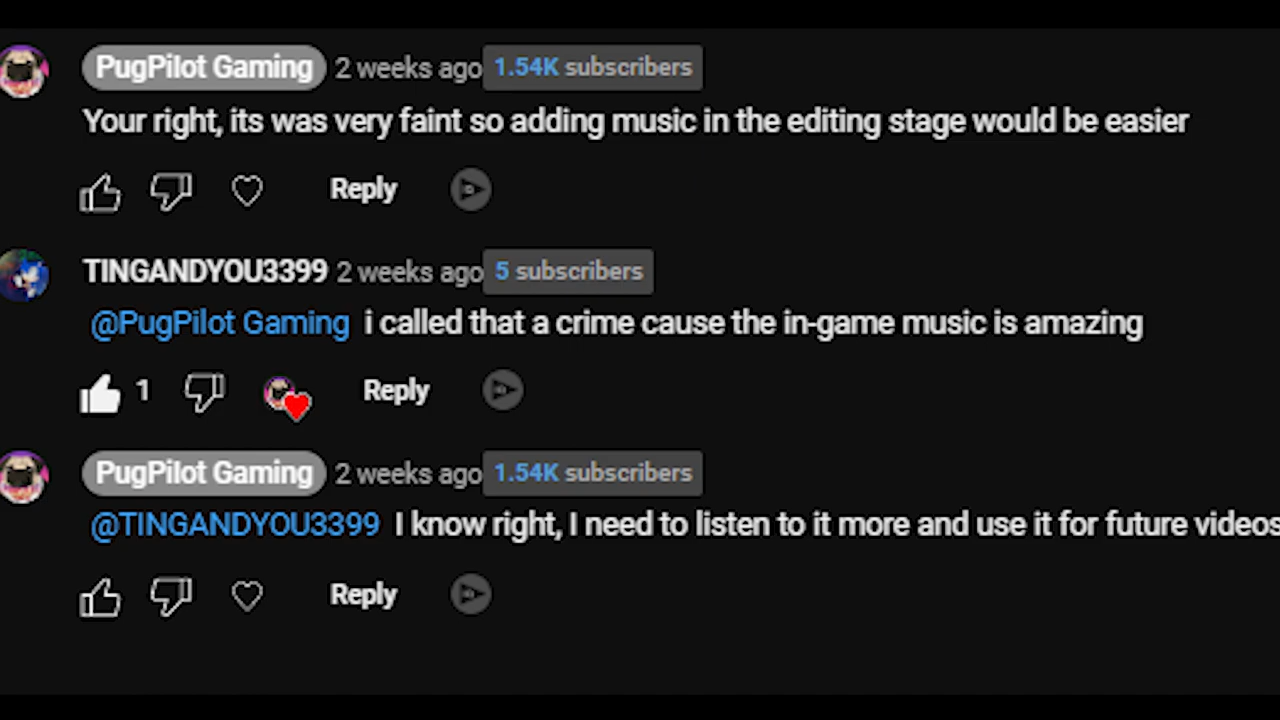 PugPilot Gaming 2 weeks ago 1.54K subscribers
Your right, its was very faint so adding music in the editing stage would be easier
Reply
TINGANDYOU3399 2 weeks ago 5 subscribers
@PugPilot Gaming i called that a crime cause the in-game music is amazing
1 Reply
PugPilot Gaming 2 weeks ago 1.54K subscribers
@TINGANDYOU3399 I know right, I need to listen to it more and use it for future videos
Reply